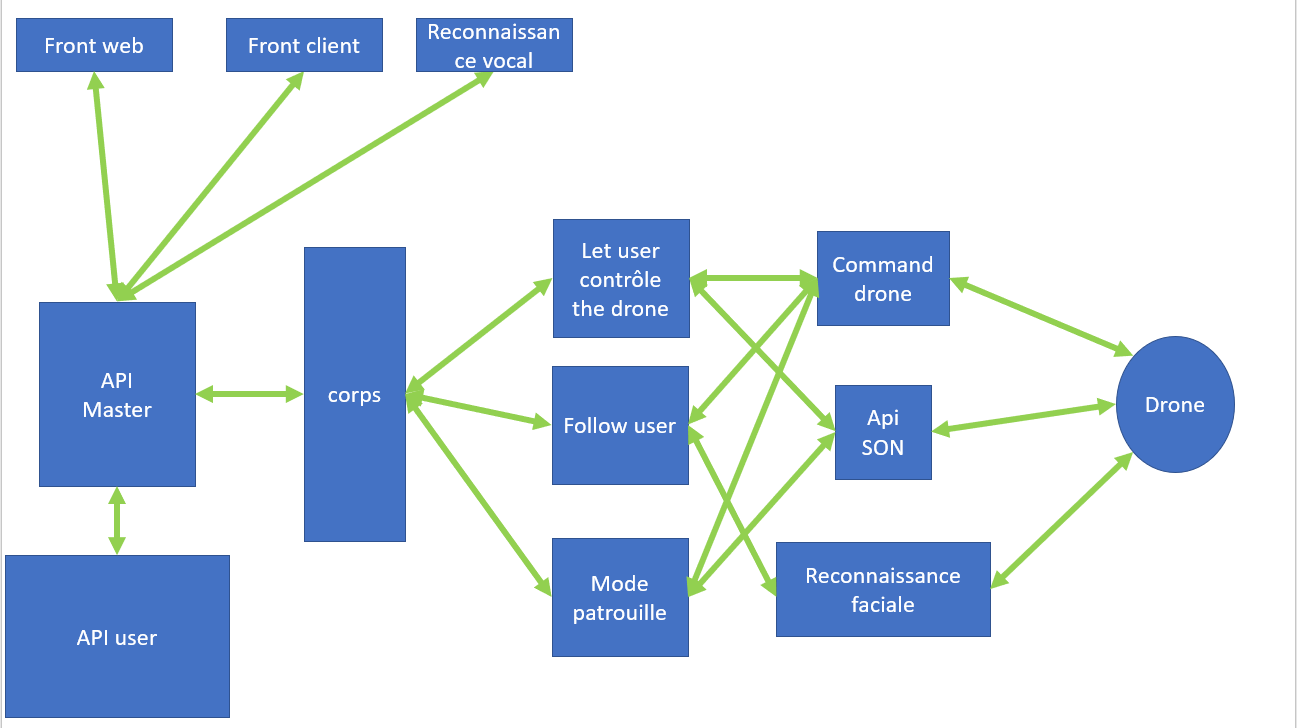 Front web
Front client
Reconnaissan
ce vocal
API
Master
API user
corps
Let user
contrôle
the drone
Follow user
Mode
patrouille
Command
drone
Api
SON
Reconnaissance
faciale
Drone